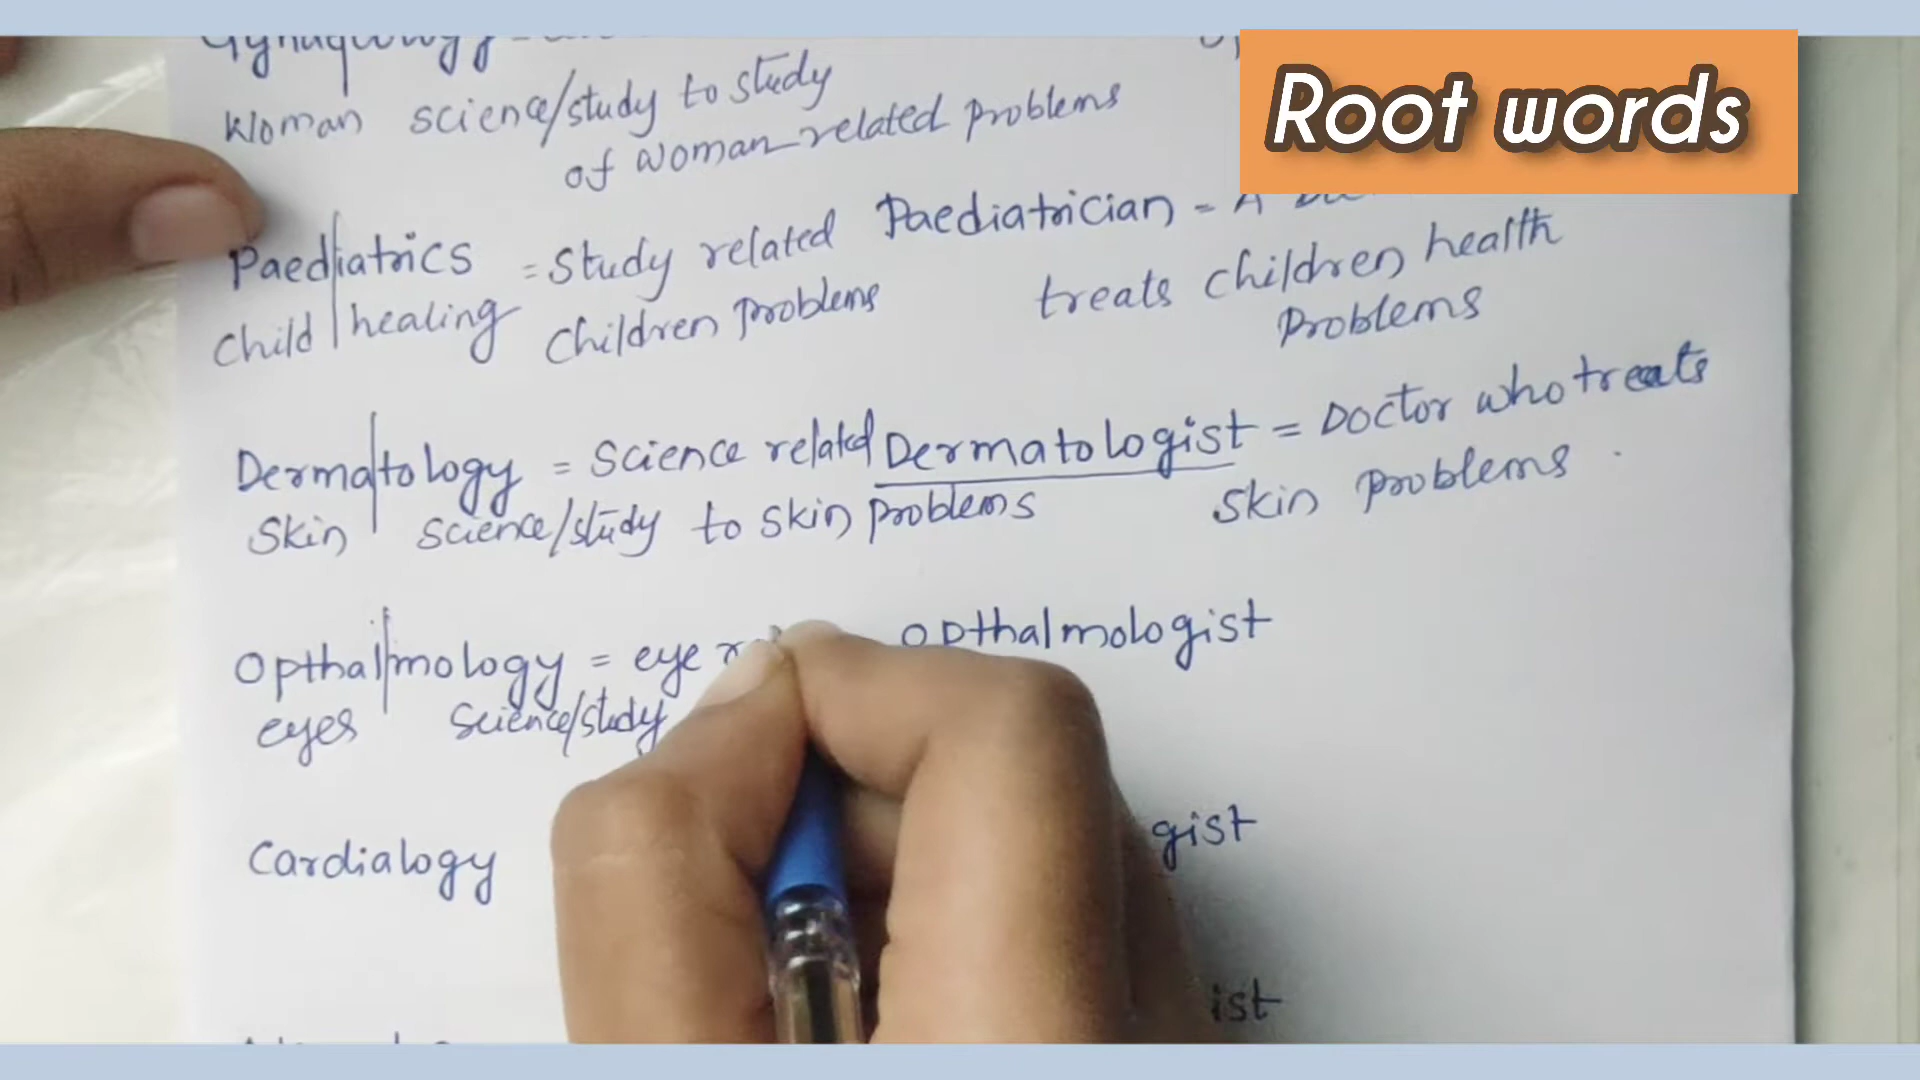 Root words
Woman science/study to study
of woman related problems
Paediatrics = Study related Paediatrician = A
child healing children problems treats children health
problems
Dermatology = Science related Dermatologist = Doctor who treats
Skin science/study to skin problems skin problems.
Opthalmology = eye Opthalmologist
eyes science/study
Cardialogy gist
ist